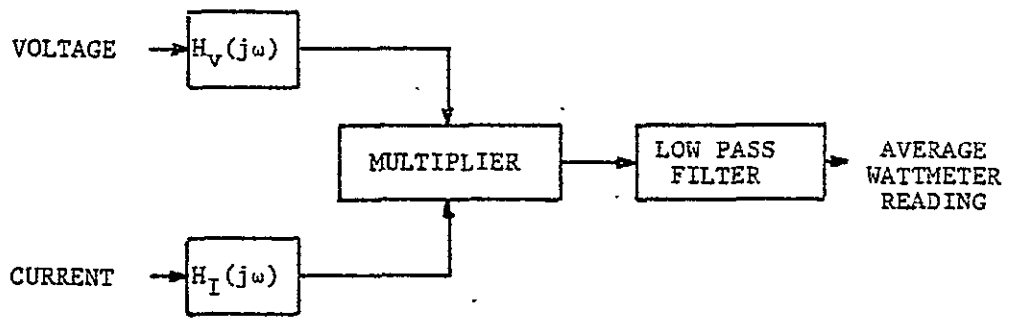 VOLTAGE
H_V(jω)
MULTIPLIER
LOW PASS
FILTER
AVERAGE
WATTMETER
READING
CURRENT
H_I(jω)